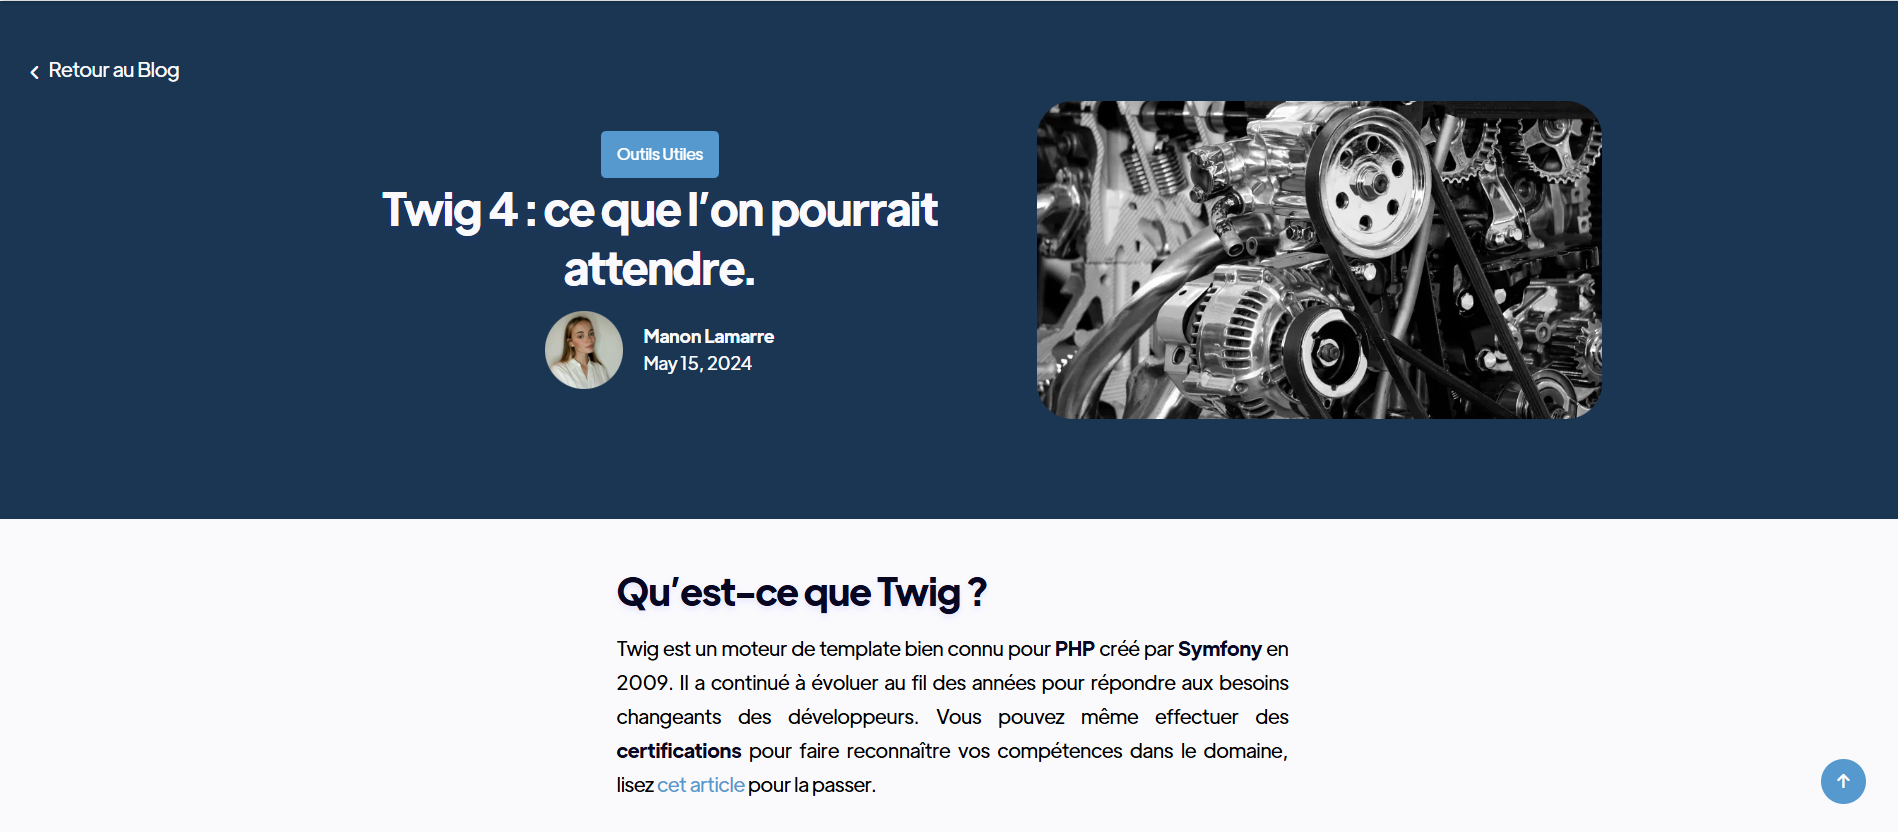 Retour au Blog
Outils Utiles
Twig 4 : ce que l’on pourrait
attendre.
Manon Lamarre
May 15, 2024
Qu’est-ce que Twig ?
Twig est un moteur de template bien connu pour PHP créé par Symfony en
2009. Il a continué à évoluer au fil des années pour répondre aux besoins
changeants des développeurs. Vous pouvez même effectuer des
certifications pour faire reconnaître vos compétences dans le domaine,
lisez cet article pour la passer.